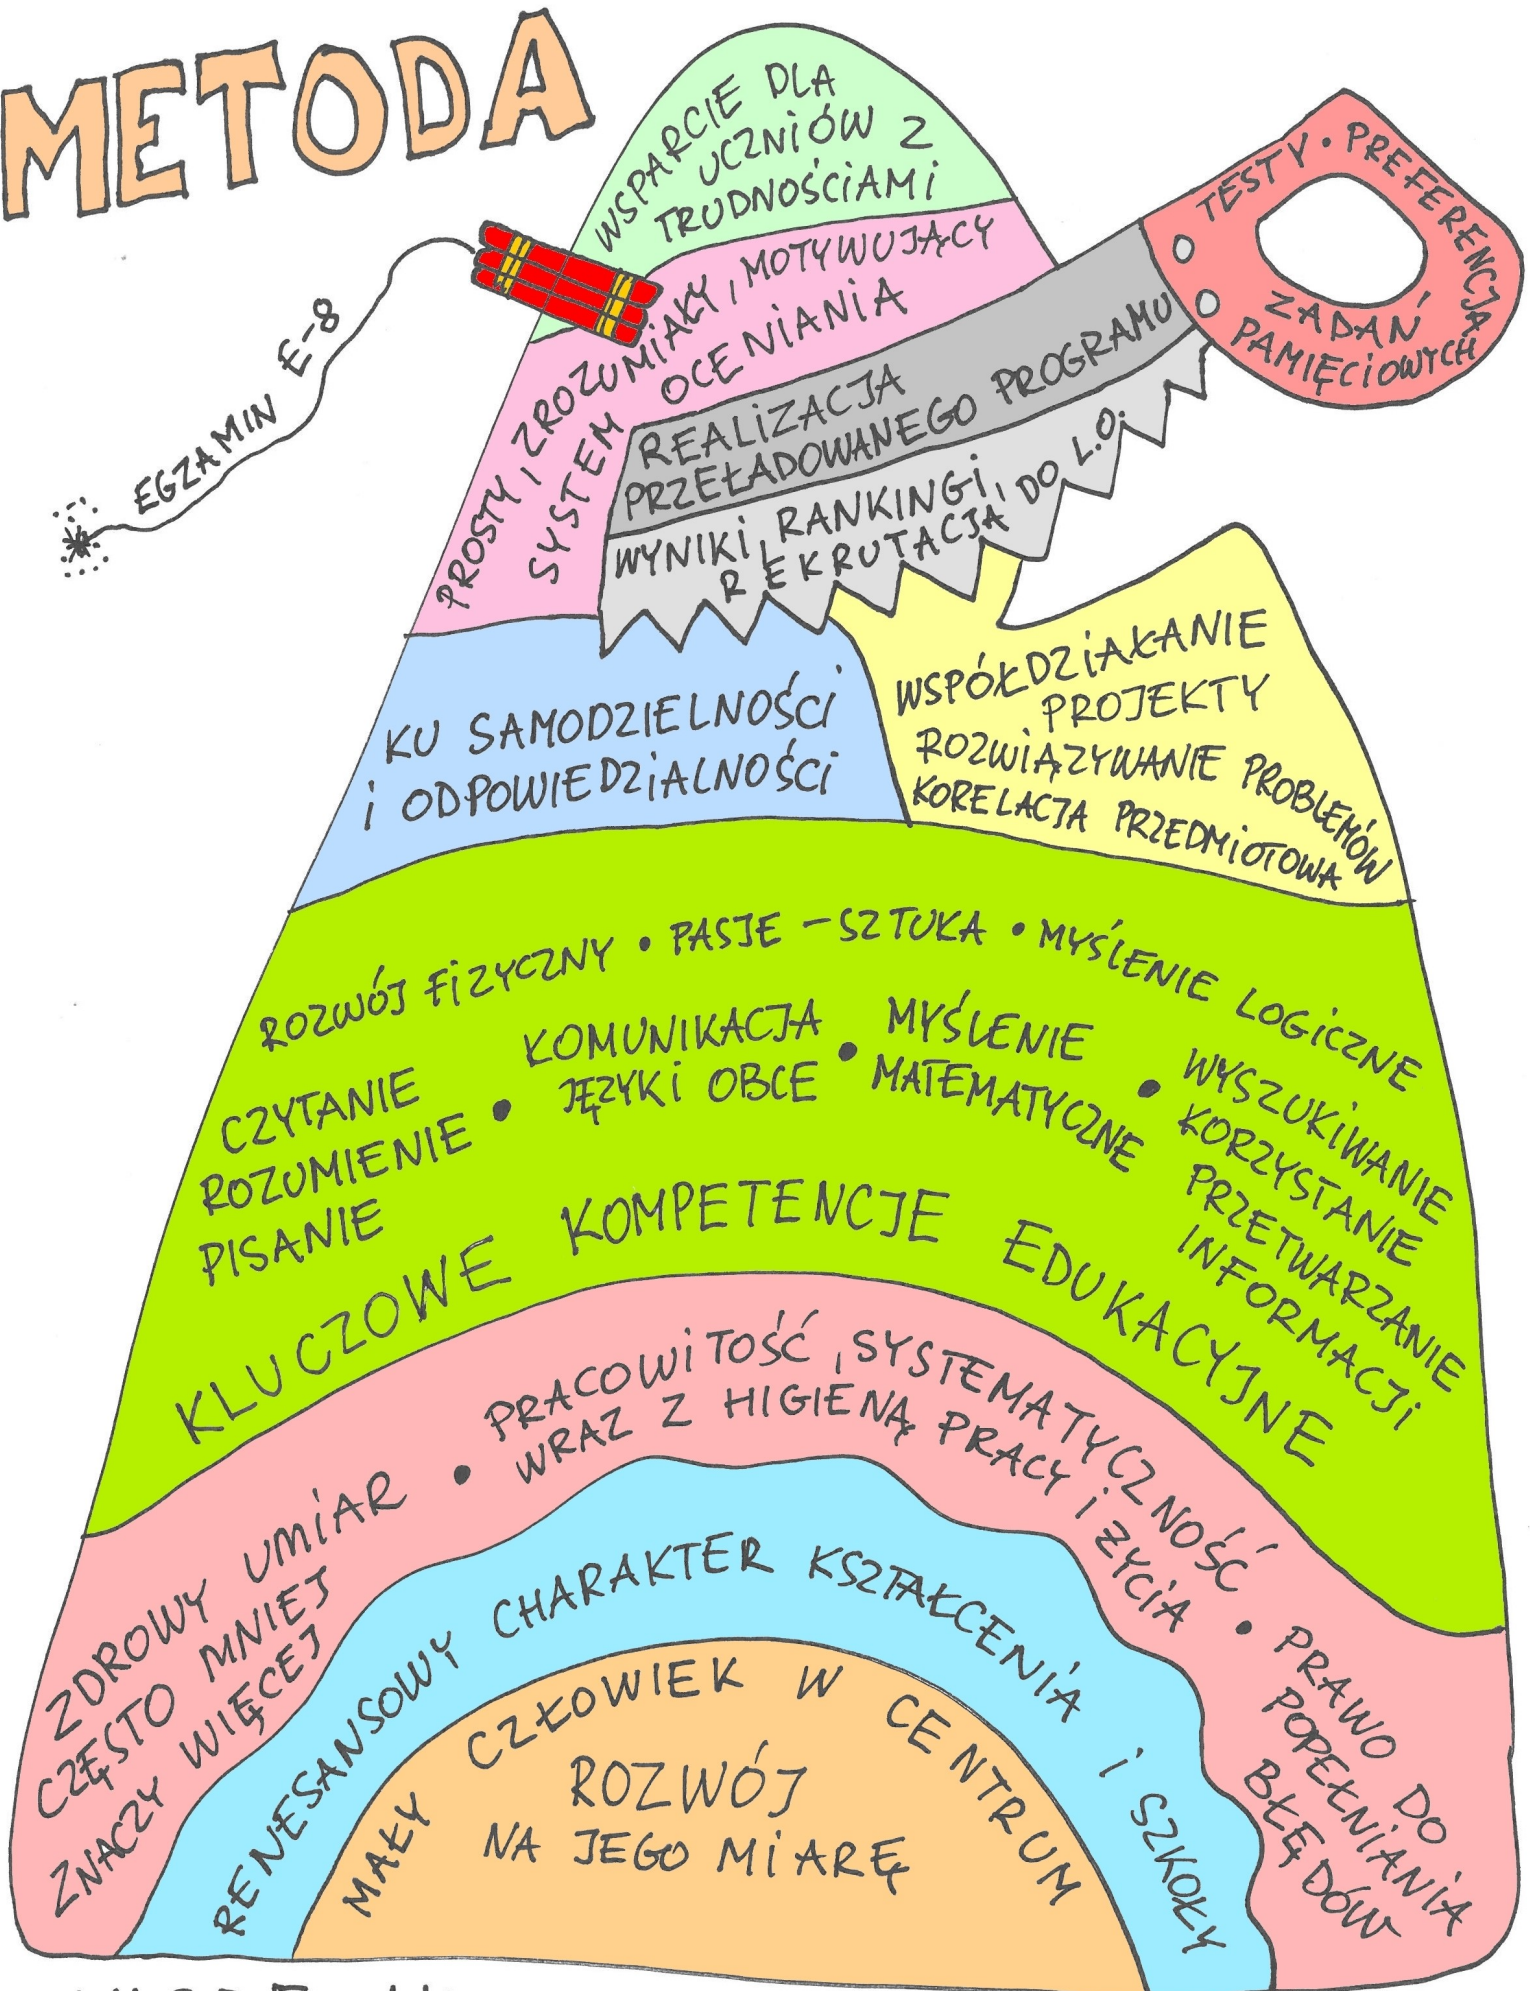 METODA
WSPARCIE DLA
UCZNIÓW Z
TRUDNOŚCIAMI
PROSTY, ZROZUMIAŁY, MOTYWUJĄCY
SYSTEM OCENIANIA
EGZAMIN E-8
TESTY • PREFERENCJA
ZADAŃ
PAMIĘCIOWYCH
REALIZACJA
PRZEŁADOWANEGO PROGRAMU
WYNIKI, RANKINGI,
REKRUTACJA DO L.O.
KU SAMODZIELNOŚCI
i ODPOWIEDZIALNOŚCI
WSPÓŁDZIAŁANIE
PROJEKTY
ROZWIĄZYWANIE PROBLEMÓW
KORELACJA PRZEDMIOTOWA
ROZWÓJ FIZYCZNY • PASJE - SZTUKA • MYŚLENIE LOGICZNE
CZYTANIE
ROZUMIENIE •
PISANIE
KOMUNIKACJA
JĘZYKI OBCE •
MYŚLENIE
MATEMATYCZNE •
WYSZUKIWANIE
KORZYSTANIE
PRZETWARZANIE
INFORMACJI
KLUCZOWE KOMPETENCJE EDUKACYJNE
ZDROWY UMIAR •
CZĘSTO MNIEJ
ZNACZY WIĘCEJ
PRACOWITOŚĆ, SYSTEMATYCZNOŚĆ •
WRAZ Z HIGIENĄ PRACY i ŻYCIA
PRAWO DO
POPEŁNIANIA
BŁĘDÓW
RENESANSOWY CHARAKTER KSZTAŁCENIA i SZKOŁY
MAŁY CZŁOWIEK W CENTRUM
ROZWÓJ
NA JEGO MIARĘ